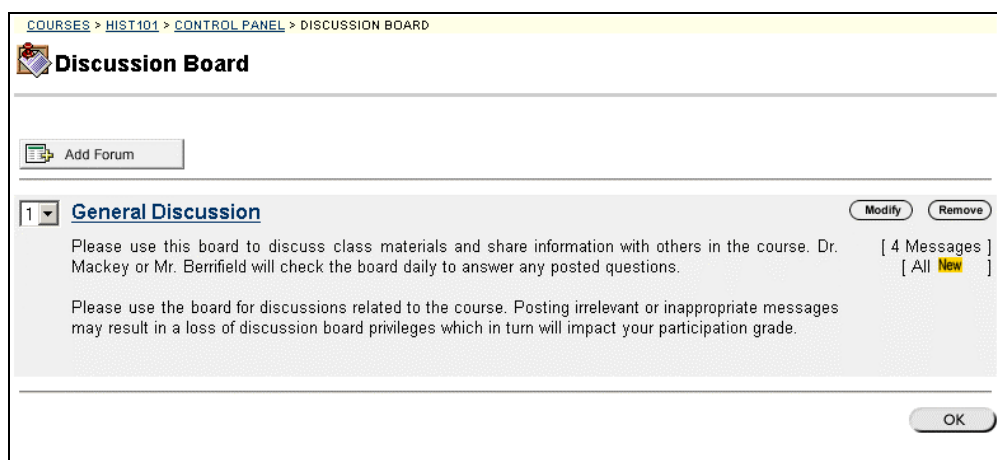 COURSES > HIST101 > CONTROL PANEL > DISCUSSION BOARD
Discussion Board
Add Forum
1 General Discussion Modify Remove
Please use this board to discuss class materials and share information with others in the course. Dr. [ 4 Messages ]
Mackey or Mr. Berrifield will check the board daily to answer any posted questions. [ All New ]
Please use the board for discussions related to the course. Posting irrelevant or inappropriate messages
may result in a loss of discussion board privileges which in turn will impact your participation grade.
OK